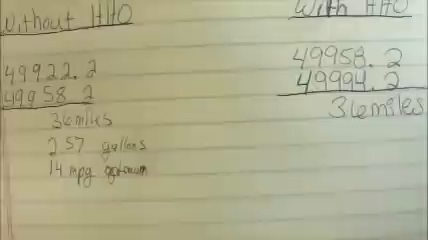 Without HHO
49922.2
49958.2
36miles
2.57 gallons
14 mpg optimum
With HHO
49958.2
49994.2
36miles